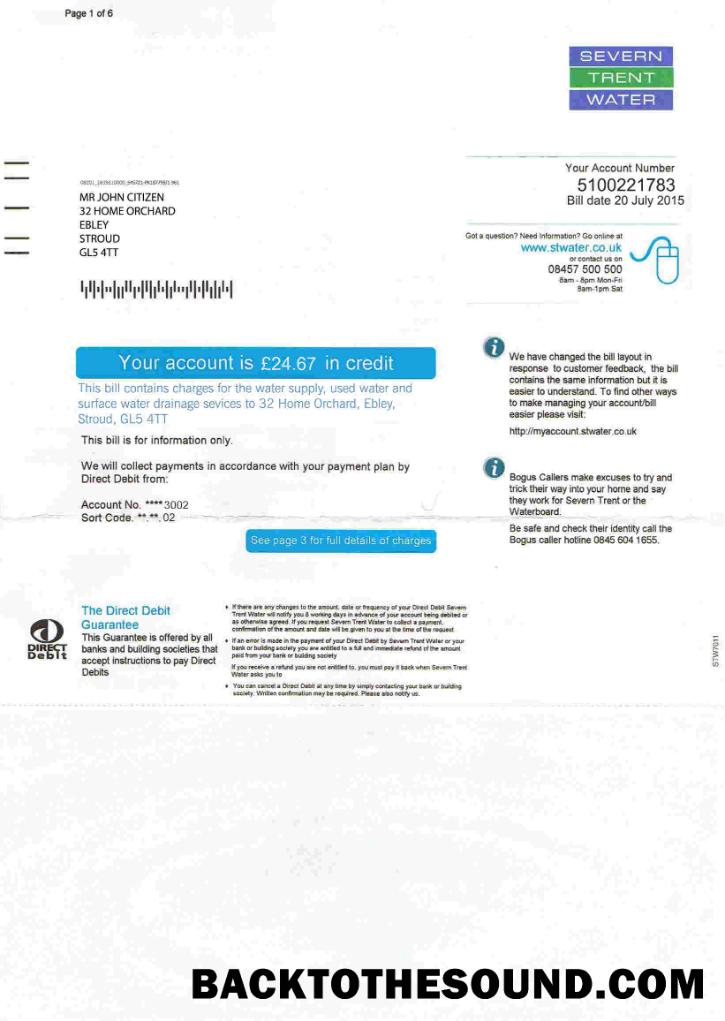 Page 1 of 6
SEVERN
TRENT
WATER
Your Account Number
5100221783
Bill date 20 July 2015
MR JOHN CITIZEN
32 HOME ORCHARD
EBLEY
STROUD
GL5 4TT
Got a question? Need Information? Go online at
www.stwater.co.uk
or contact us on
08457 500 500
8am - 8pm Mon-Fri
8am-1pm Sat
Your account is £24.67 in credit
This bill contains charges for the water supply, used water and
surface water drainage sevices to 32 Home Orchard, Ebley,
Stroud, GL5 4TT
This bill is for information only.
We will collect payments in accordance with your payment plan by
Direct Debit from:
Account No. ****3002
Sort Code. **.**. 02
See page 3 for full details of charges
i
We have changed the bill layout in
response to customer feedback, the bill
contains the same information but it is
easier to understand. To find other ways
to make managing your account/bill
easier please visit:
http://myaccount.stwater.co.uk
i
Bogus Callers make excuses to try and
trick their way into your home and say
they work for Severn Trent or the
Waterboard.
Be safe and check their identity call the
Bogus caller hotline 0845 604 1655.
DIRECT
Debit
The Direct Debit
Guarantee
This Guarantee is offered by all
banks and building societies that
accept instructions to pay Direct
Debits
If there are any changes to the amount, date or frequency of your Direct Debit Severn
Trent Water will notify you 8 working days in advance of your account being debited or
as otherwise agreed. If you request Severn Trent Water to collect a payment,
confirmation of the amount and date will be given to you at the time of the request
If an error is made in the payment of your Direct Debit by Severn Trent Water or your
bank or building society you are entitled to a full and immediate refund of the amount
paid from your bank or building society
If you receive a refund you are not entitled to, you must pay it back when Severn Trent
Water asks you to
You can cancel a Direct Debit at any time by simply contacting your bank or building
society. Written confirmation may be required. Please also notify us.
STW7011
BACKTOTHESOUND.COM